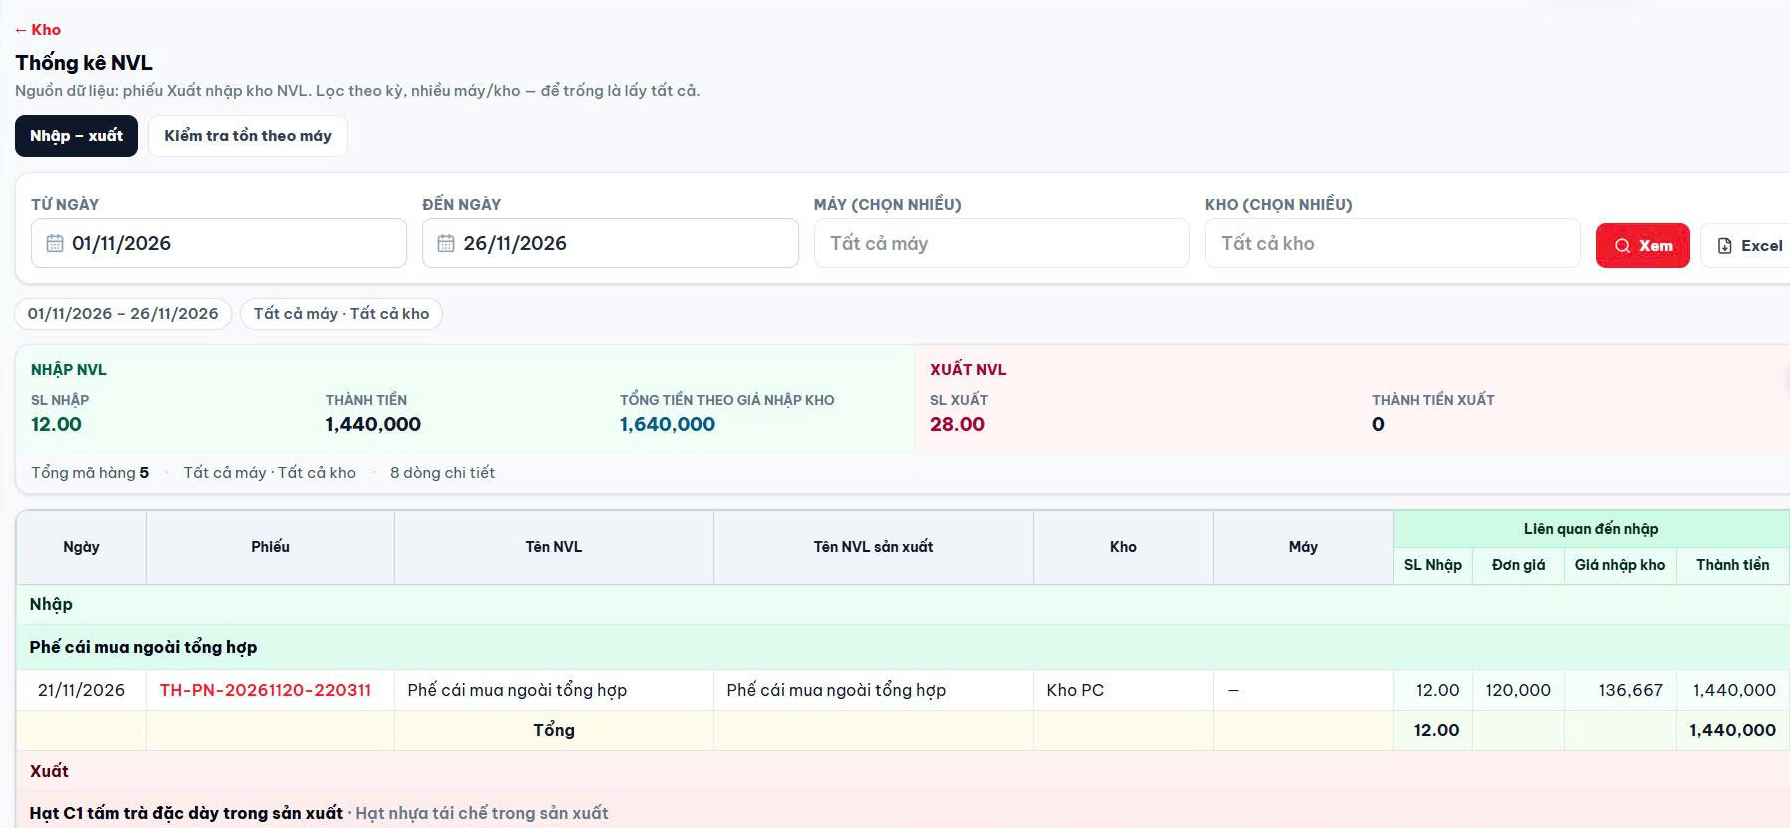 ← Kho
Thống kê NVL
Nguồn dữ liệu: phiếu Xuất nhập kho NVL. Lọc theo kỳ, nhiều máy/kho — để trống là lấy tất cả.
Nhập – xuất Kiểm tra tồn theo máy
TỪ NGÀY ĐẾN NGÀY MÁY (CHỌN NHIỀU) KHO (CHỌN NHIỀU)
01/11/2026 26/11/2026 Tất cả máy Tất cả kho Xem Excel
01/11/2026 – 26/11/2026 Tất cả máy · Tất cả kho
NHẬP NVL XUẤT NVL
SL NHẬP THÀNH TIỀN TỔNG TIỀN THEO GIÁ NHẬP KHO SL XUẤT THÀNH TIỀN XUẤT
12.00 1,440,000 1,640,000 28.00 0
Tổng mã hàng 5 · Tất cả máy · Tất cả kho · 8 dòng chi tiết
Ngày Phiếu Tên NVL Tên NVL sản xuất Kho Máy Liên quan đến nhập
SL Nhập Đơn giá Giá nhập kho Thành tiền
Nhập
Phế cái mua ngoài tổng hợp
21/11/2026 TH-PN-20261120-220311 Phế cái mua ngoài tổng hợp Phế cái mua ngoài tổng hợp Kho PC — 12.00 120,000 136,667 1,440,000
Tổng 12.00 1,440,000
Xuất
Hạt C1 tấm trà đặc dày trong sản xuất · Hạt nhựa tái chế trong sản xuất